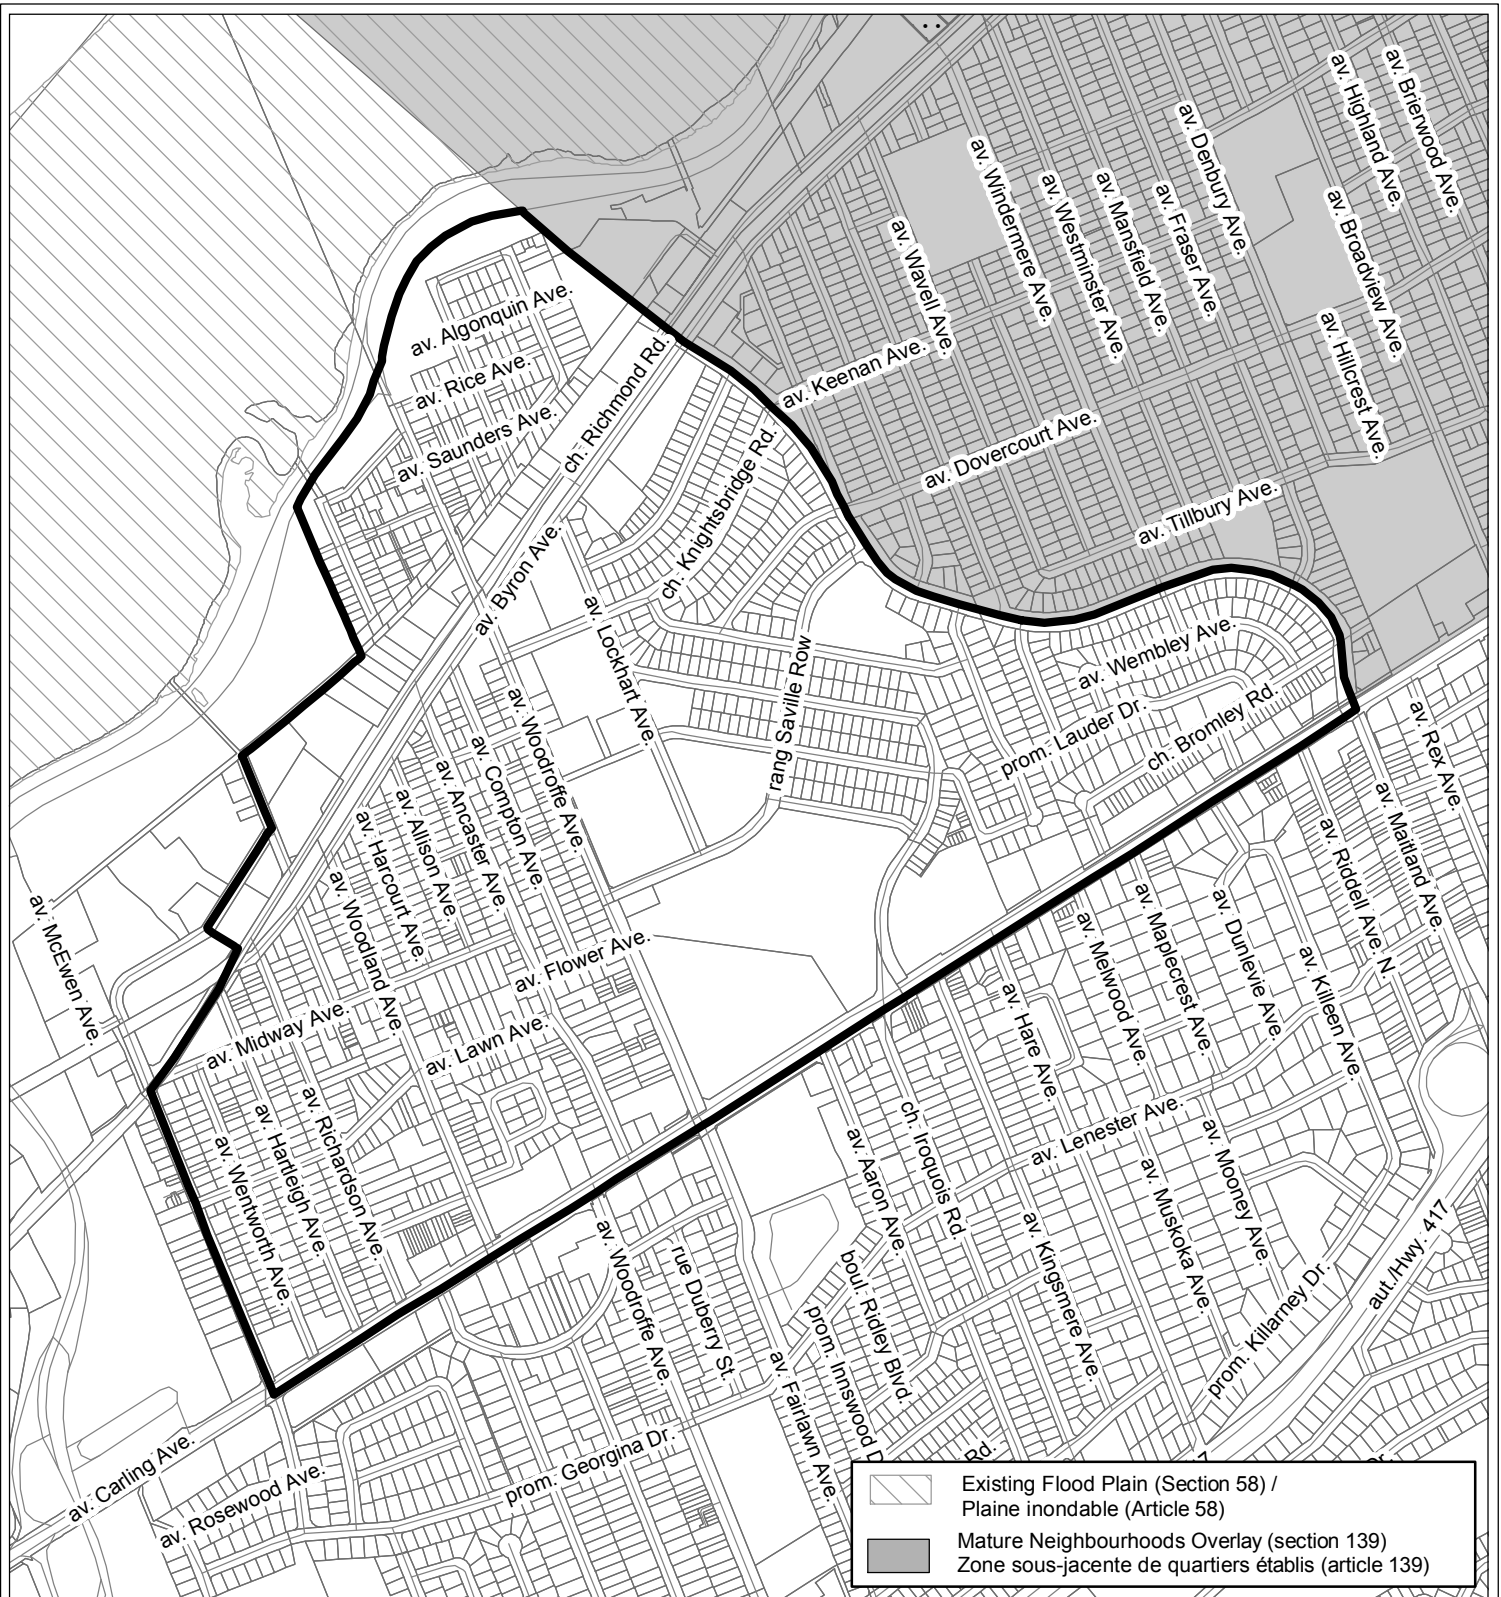 av. Highland Ave.
av. Brierwood Ave.
av. Denbury Ave.
av. Windermere Ave.
av. Westminster Ave.
av. Mansfield Ave.
av. Fraser Ave.
av. Broadview Ave.
av. Wavell Ave.
av. Hillcrest Ave.
av. Keenan Ave.
av. Dovercourt Ave.
av. Tillbury Ave.
av. Algonquin Ave.
av. Rice Ave.
av. Saunders Ave.
ch. Richmond Rd.
ch. Knightsbridge Rd.
av. Byron Ave.
av. Lockhart Ave.
rang Saville Row
av. Wembley Ave.
prom. Lauder Dr.
ch. Bromley Rd.
av. Rex Ave.
av. Maitland Ave.
av. Riddell Ave. N.
av. Woodroffe Ave.
av. Compton Ave.
av. Ancaster Ave.
av. Allison Ave.
av. Harcourt Ave.
av. Woodland Ave.
av. McEwen Ave.
av. Flower Ave.
av. Midway Ave.
av. Lawn Ave.
av. Richardson Ave.
av. Hartleigh Ave.
av. Wentworth Ave.
av. Melwood Ave.
av. Maplecrest Ave.
av. Dunlevie Ave.
av. Killeen Ave.
av. Hare Ave.
av. Lenester Ave.
ch. Iroquois Rd.
av. Aaron Ave.
av. Mooney Ave.
av. Muskoka Ave.
av. Kingsmere Ave.
aut./Hwy. 417
prom. Killarney Dr.
av. Woodroffe Ave.
rue Duberry St.
boul. Ridley Blvd.
prom. Innswood D
av. Fairlawn Ave.
av. Carling Ave.
av. Rosewood Ave.
prom. Georgina Dr.
Rd.
7
Dr.
Existing Flood Plain (Section 58) /
Plaine inondable (Article 58)
Mature Neighbourhoods Overlay (section 139)
Zone sous-jacente de quartiers établis (article 139)